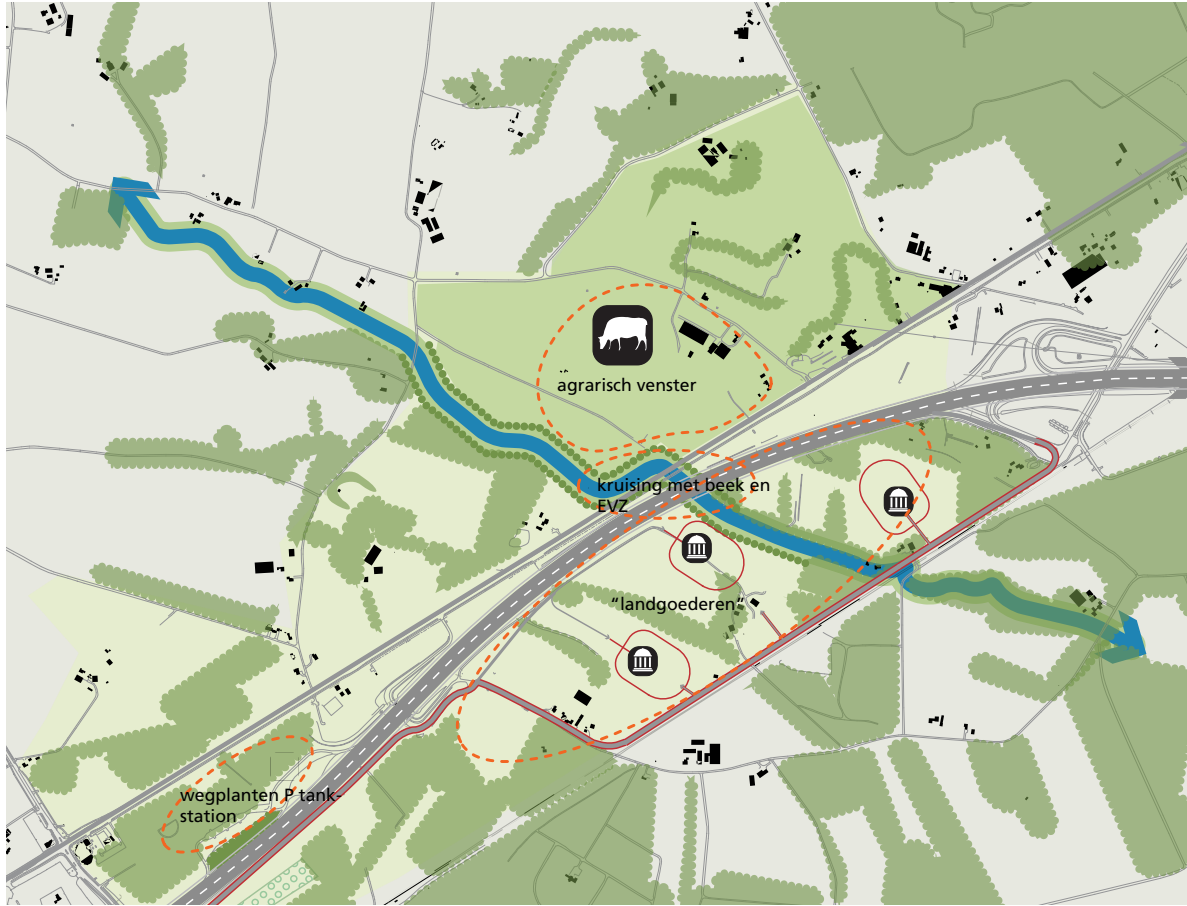 agrarisch venster
kruising met beek en
EVZ
“landgoederen”
wegplanten P tank-
station